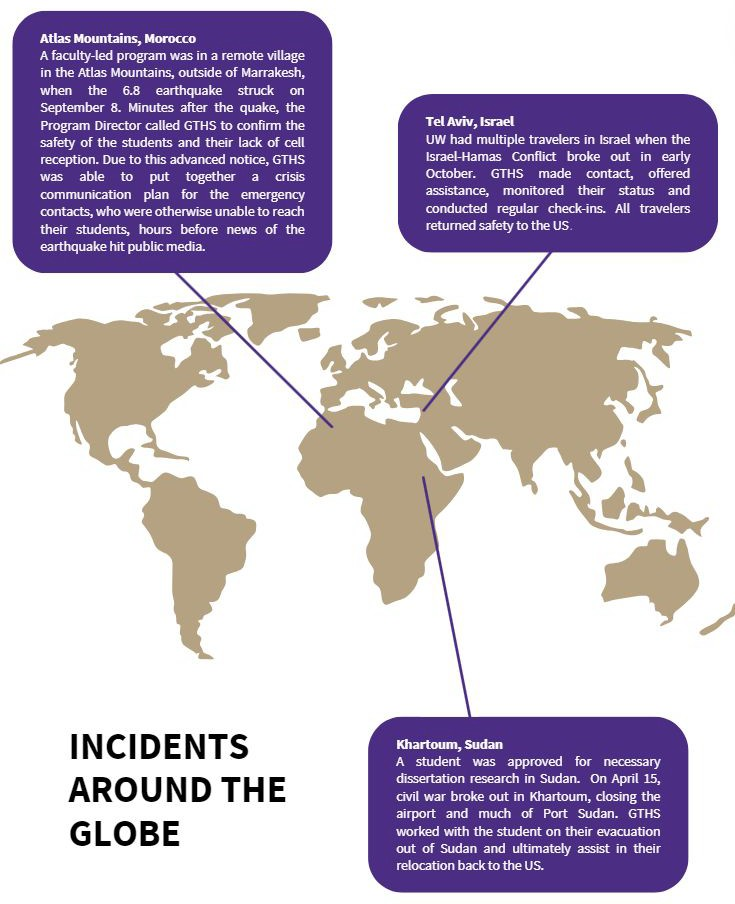 Atlas Mountains, Morocco
A faculty-led program was in a remote village
in the Atlas Mountains, outside of Marrakesh,
when the 6.8 earthquake struck on
September 8. Minutes after the quake, the
Program Director called GTHS to confirm the
safety of the students and their lack of cell
reception. Due to this advanced notice, GTHS
was able to put together a crisis
communication plan for the emergency
contacts, who were otherwise unable to reach
their students, hours before news of the
earthquake hit public media.
Tel Aviv, Israel
UW had multiple travelers in Israel when the
Israel-Hamas Conflict broke out in early
October. GTHS made contact, offered
assistance, monitored their status and
conducted regular check-ins. All travelers
returned safety to the US.
INCIDENTS
AROUND THE
GLOBE
Khartoum, Sudan
A student was approved for necessary
dissertation research in Sudan. On April 15,
civil war broke out in Khartoum, closing the
airport and much of Port Sudan. GTHS
worked with the student on their evacuation
out of Sudan and ultimately assist in their
relocation back to the US.